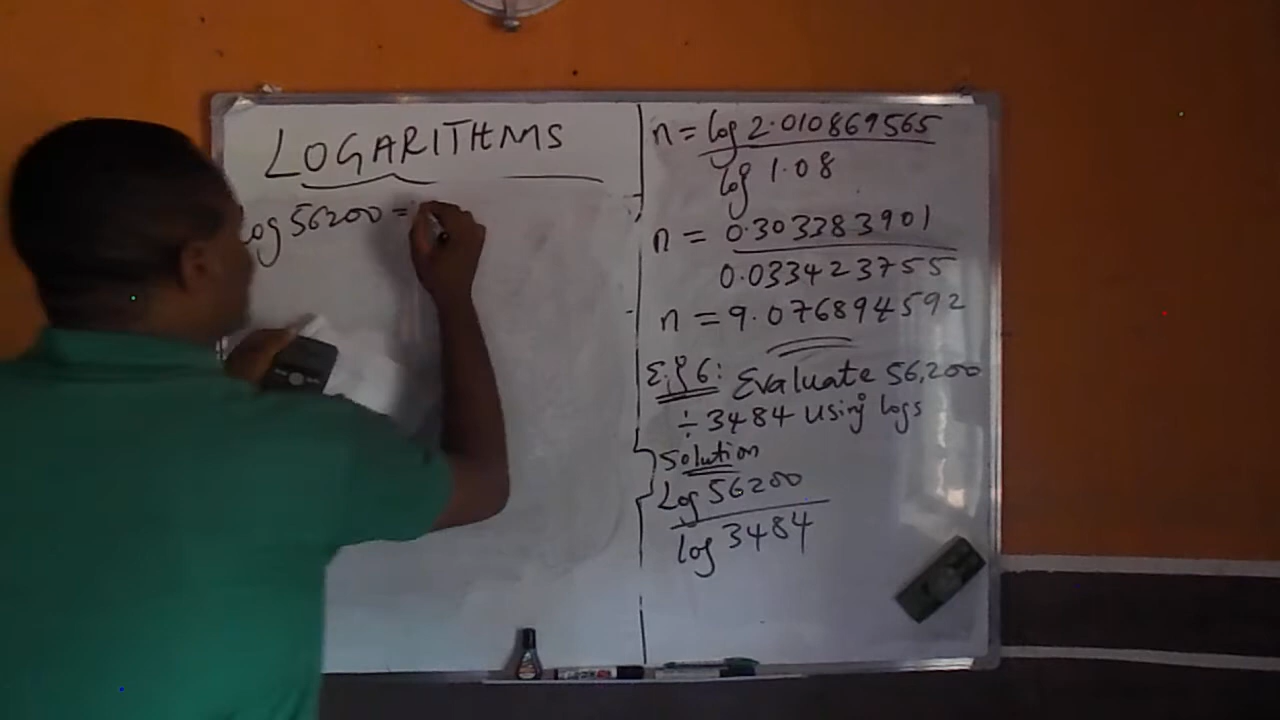 LOGARITHMS
log 56200 =
n = log 2.010869565
log 1.08
n = 0.303383901
0.033423755
n = 9.076894592
E.g 6: Evaluate 56,200
÷ 3484 using logs
Solution
Log 56200
log 3484